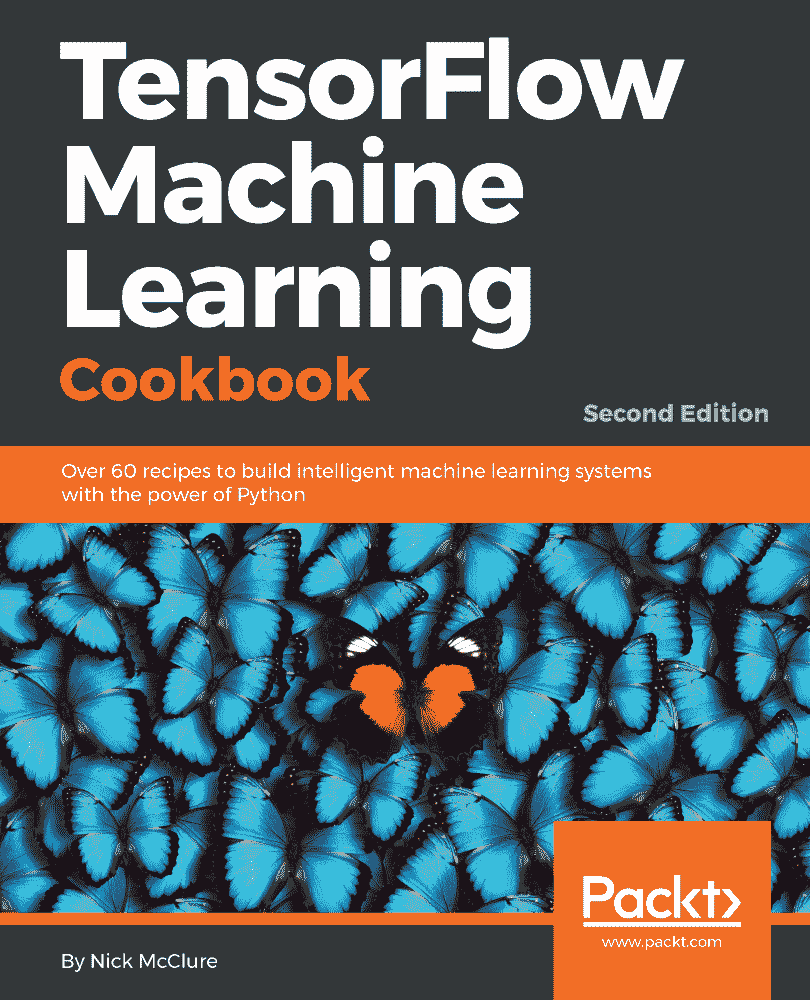 TensorFlow
Machine
Learning
Cookbook
Second Edition
Over 60 recipes to build intelligent machine learning systems
with the power of Python
Packt>
www.packt.com
By Nick McClure